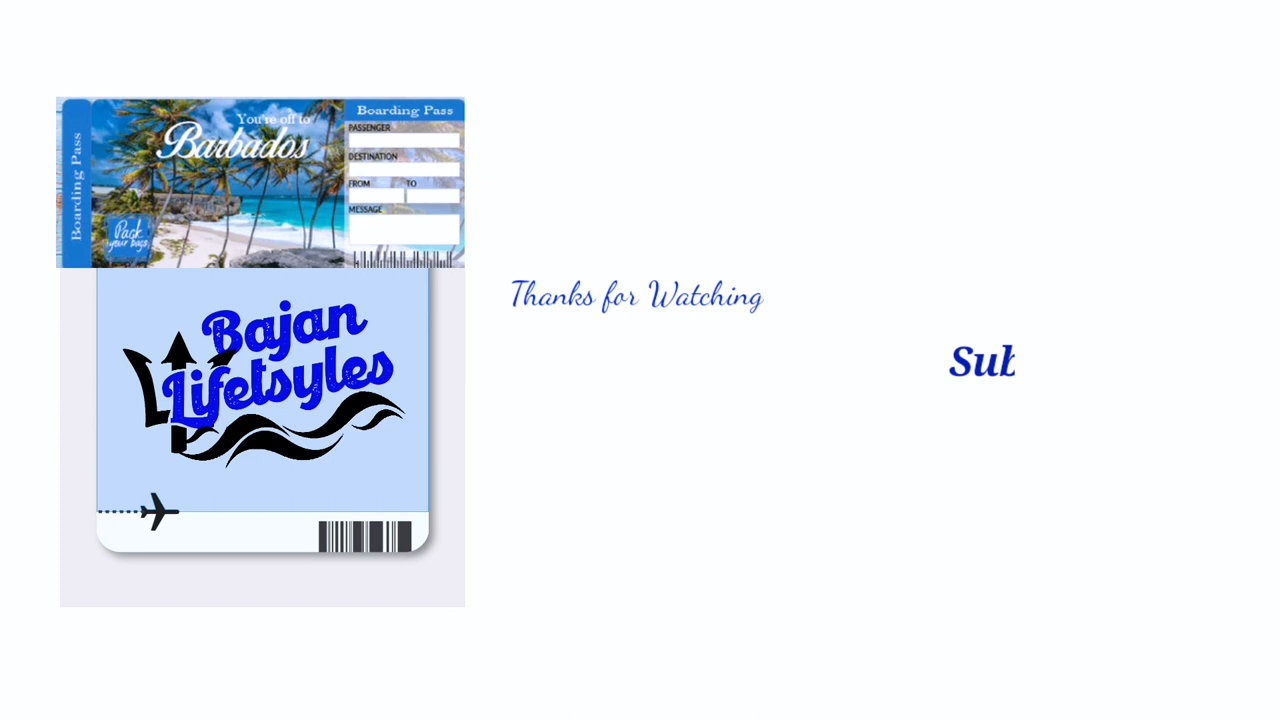 Boarding Pass
You're off to
Barbados
Pack
your bags
Boarding Pass
PASSENGER
DESTINATION
FROM TO
MESSAGE
Bajan
Lifetsyles
Thanks for Watching
Sub